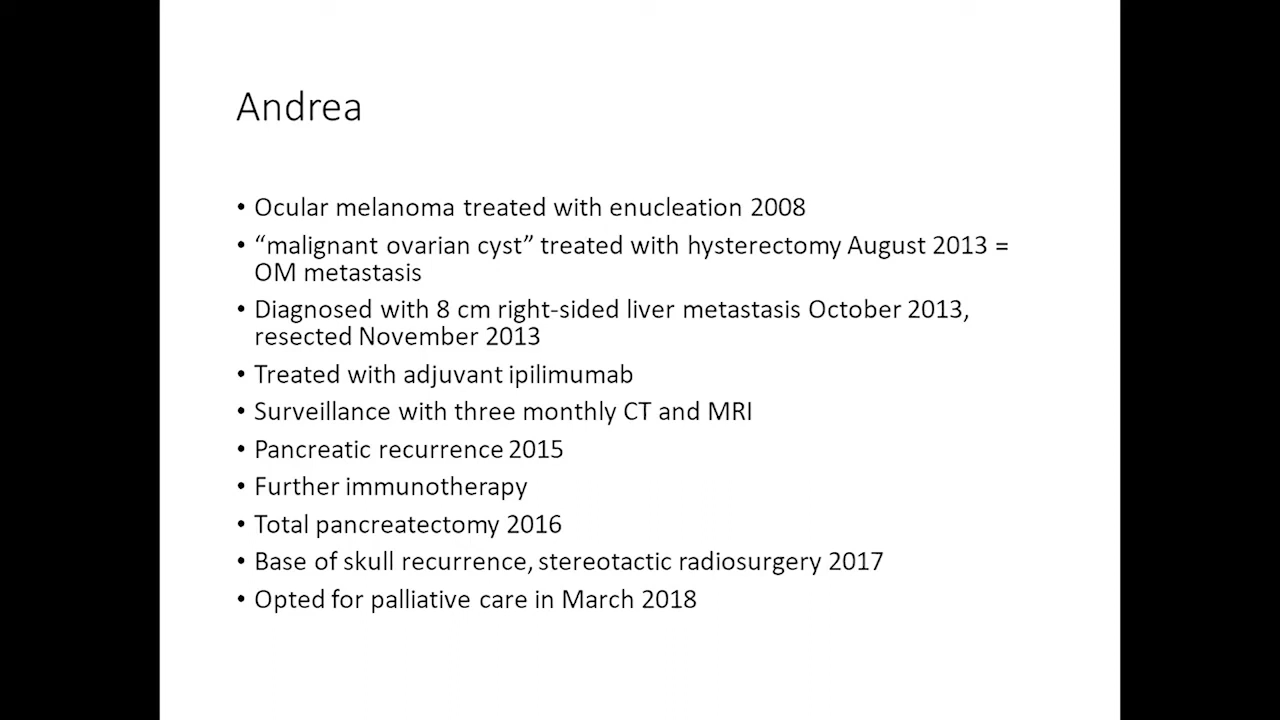 Andrea
• Ocular melanoma treated with enucleation 2008
• “malignant ovarian cyst” treated with hysterectomy August 2013 =
OM metastasis
• Diagnosed with 8 cm right-sided liver metastasis October 2013,
resected November 2013
• Treated with adjuvant ipilimumab
• Surveillance with three monthly CT and MRI
• Pancreatic recurrence 2015
• Further immunotherapy
• Total pancreatectomy 2016
• Base of skull recurrence, stereotactic radiosurgery 2017
• Opted for palliative care in March 2018